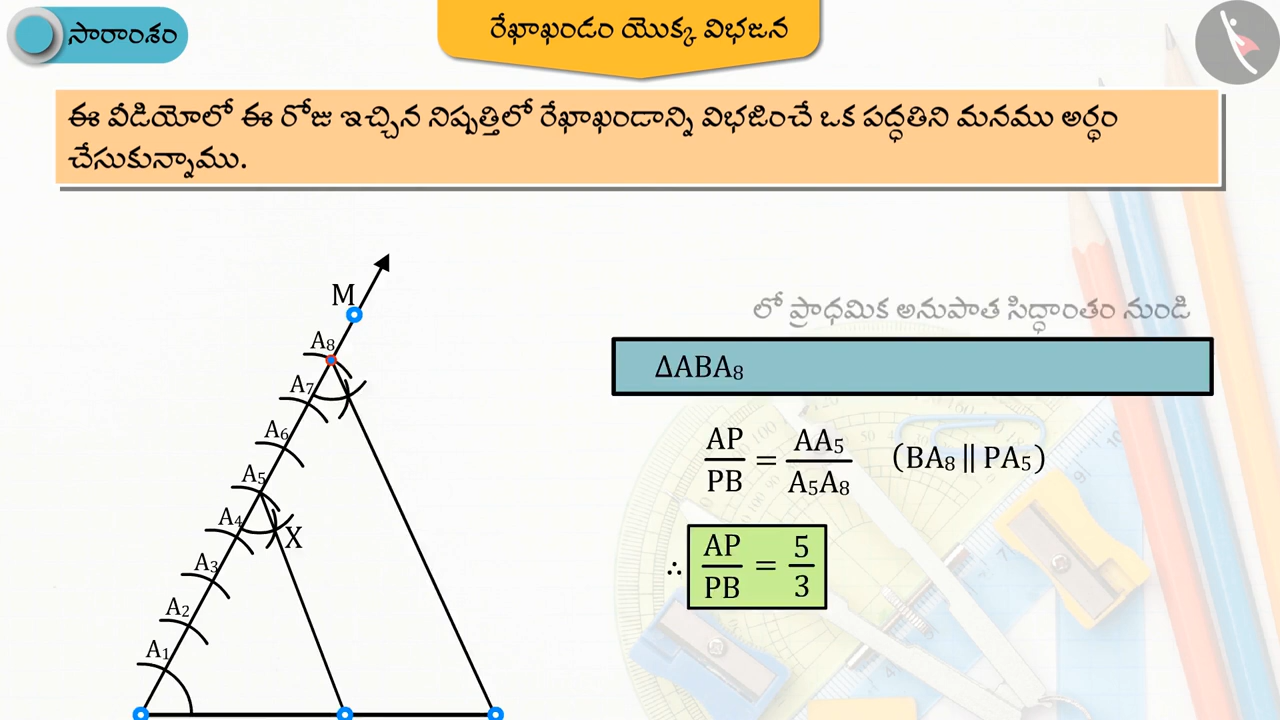 సారాంశం
రేఖాఖండం యొక్క విభజన
ఈ వీడియోలో ఈ రోజు ఇచ్చిన నిష్పత్తిలో రేఖాఖండాన్ని విభజించే ఒక పద్ధతిని మనము అర్థం
చేసుకున్నాము.
M
A₈
A₇
A₆
A₅
A₄
X
A₃
A₂
A₁
లో ప్రాధమిక అనుపాత సిద్ధాంతం నుండి
ΔABA₈
AP/PB = AA₅/A₅A₈ (BA₈ || PA₅)
∴ AP/PB = 5/3